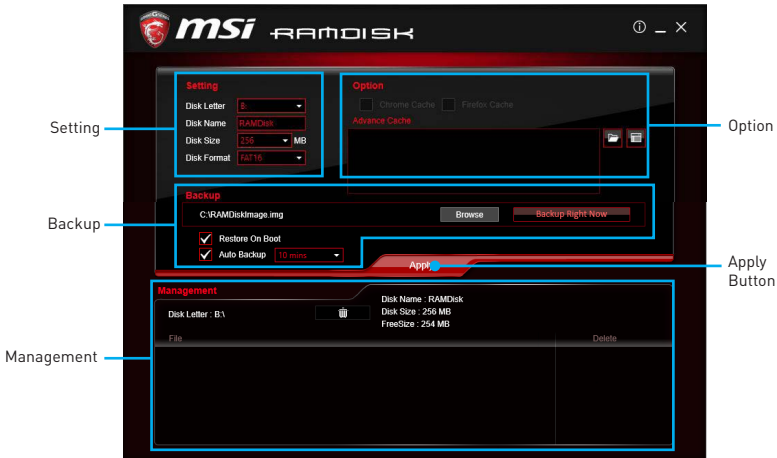 msi RAMDISK
Setting
Disk Letter B:
Disk Name RAMDisk
Disk Size 256 MB
Disk Format FAT16
Option
Chrome Cache Firefox Cache
Advance Cache
Setting
Option
Backup
C:\RAMDiskImage.img Browse Backup Right Now
Restore On Boot
Auto Backup 10 mins
Backup
Apply
Apply
Button
Management
Disk Letter : B:\
Disk Name : RAMDisk
Disk Size : 256 MB
FreeSize : 254 MB
File Delete
Management